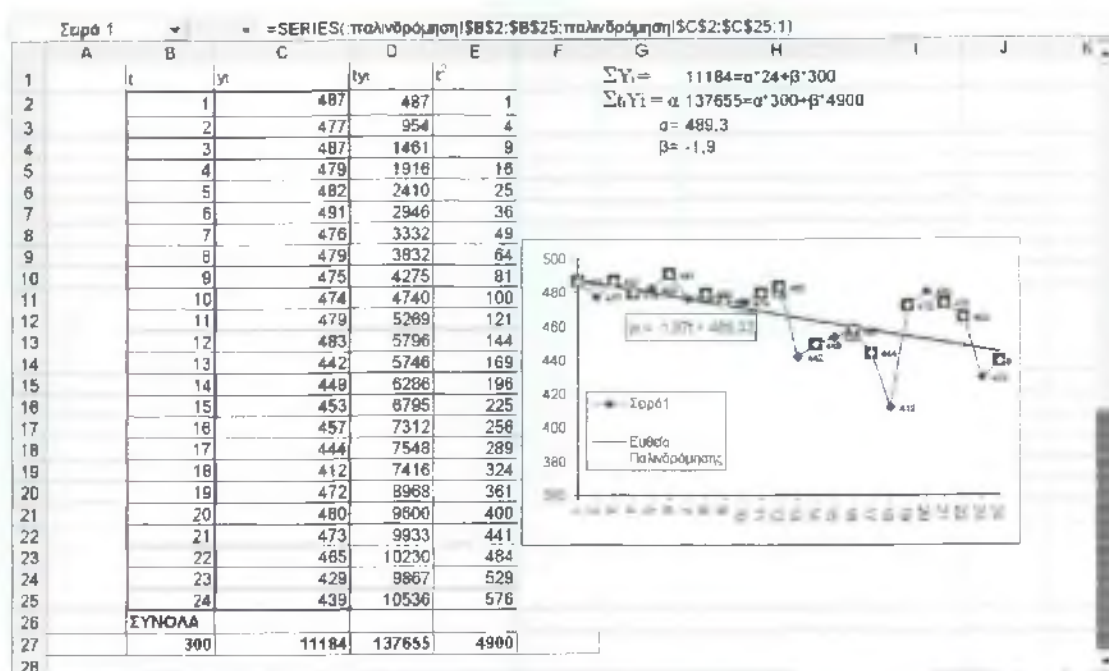 Σειρά 1 = =SERIES(;παλινδρόμηση!$B$2:$B$25;παλινδρόμηση!$C$2:$C$25;1)
A B C D E F G H I J K
1 t yt tyt t² ΣYi= 11184=α*24+β*300
2 1 487 487 1 ΣtiYi = α 137655=α*300+β*4900
3 2 477 954 4 α= 489,3
4 3 487 1461 9 β= -1,9
5 4 479 1916 16
6 5 482 2410 25
7 6 491 2946 36
8 7 476 3332 49
9 8 479 3832 64
10 9 475 4275 81
11 10 474 4740 100
12 11 479 5269 121
13 12 483 5796 144
14 13 442 5746 169
15 14 449 6286 196
16 15 453 6795 225
17 16 457 7312 256
18 17 444 7548 289
19 18 412 7416 324
20 19 472 8968 361
21 20 480 9600 400
22 21 473 9933 441
23 22 465 10230 484
24 23 429 9867 529
25 24 439 10536 576
26 ΣΥΝΟΛΑ
27 300 11184 137655 4900
28
500
480
460
440
420
400
380
442
444
412
Σειρά1
Ευθεία
Παλινδρόμησης